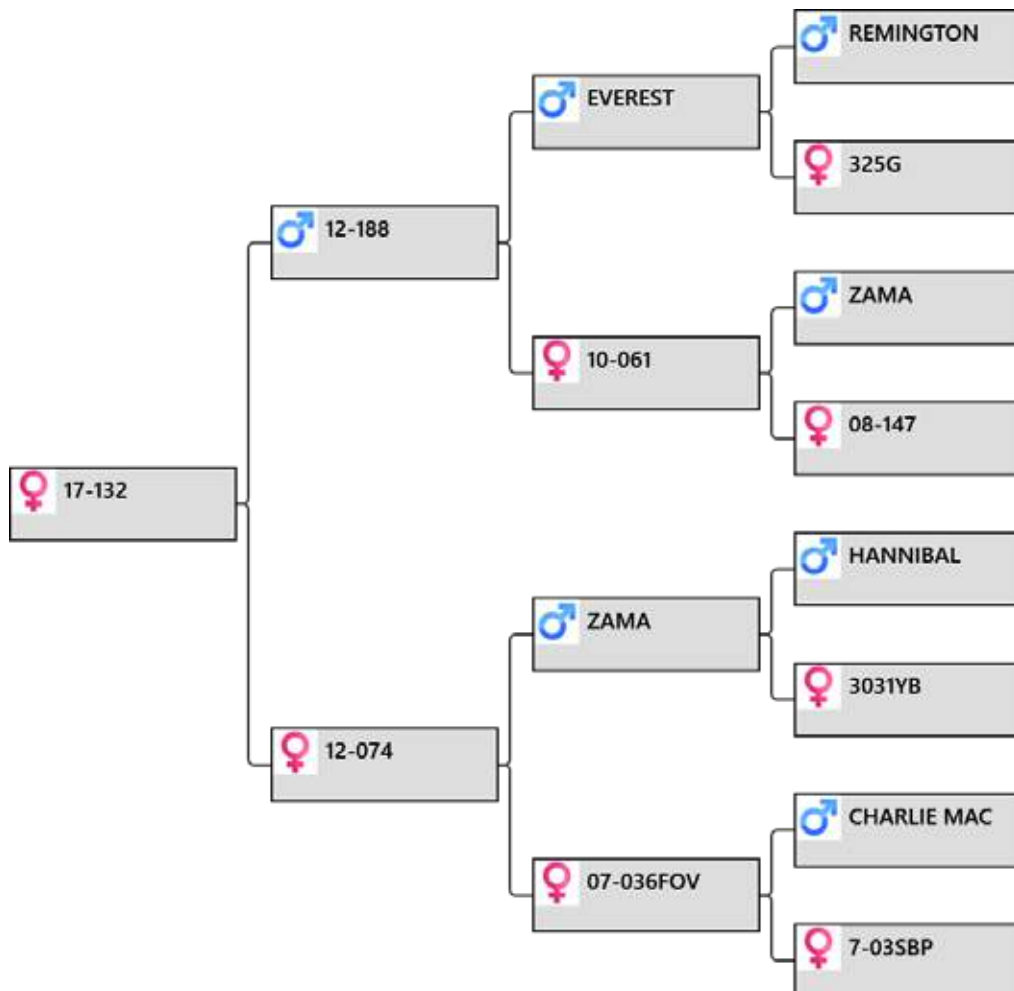 REMINGTON
EVEREST
325G
12-188
ZAMA
10-061
08-147
17-132
HANNIBAL
ZAMA
3031YB
12-074
CHARLIE MAC
07-036FOV
7-03SBP